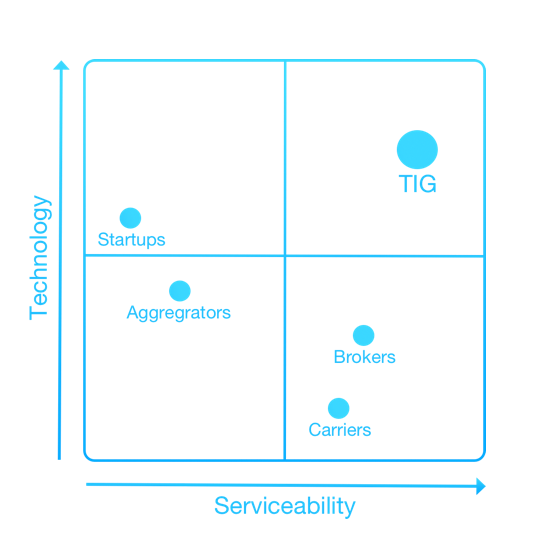 TIG
Startups
Aggregrators
Brokers
Carriers
Technology
Serviceability